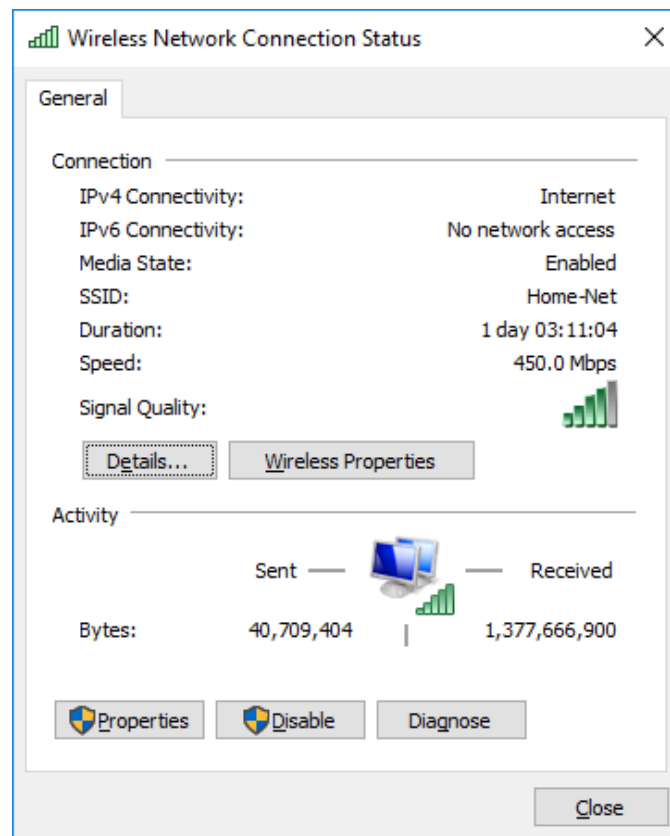 Wireless Network Connection Status
General
Connection
IPv4 Connectivity: Internet
IPv6 Connectivity: No network access
Media State: Enabled
SSID: Home-Net
Duration: 1 day 03:11:04
Speed: 450.0 Mbps
Signal Quality:
Details... Wireless Properties
Activity
Sent Received
Bytes: 40,709,404 1,377,666,900
Properties Disable Diagnose
Close